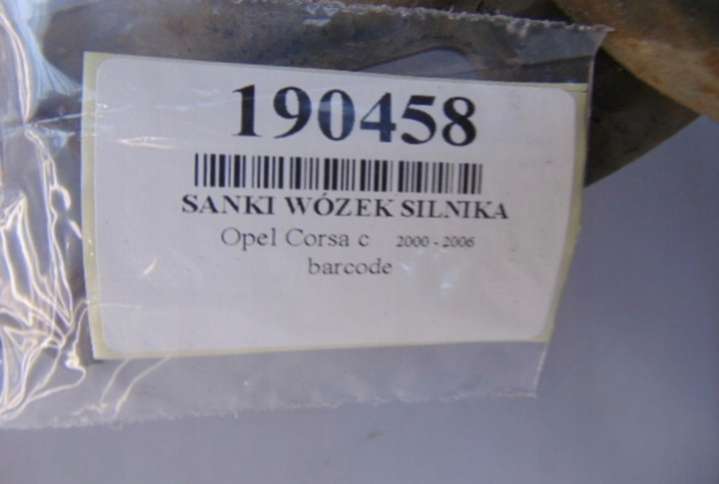 190458
SANKI WÓZEK SILNIKA
Opel Corsa c 2000 - 2006
barcode